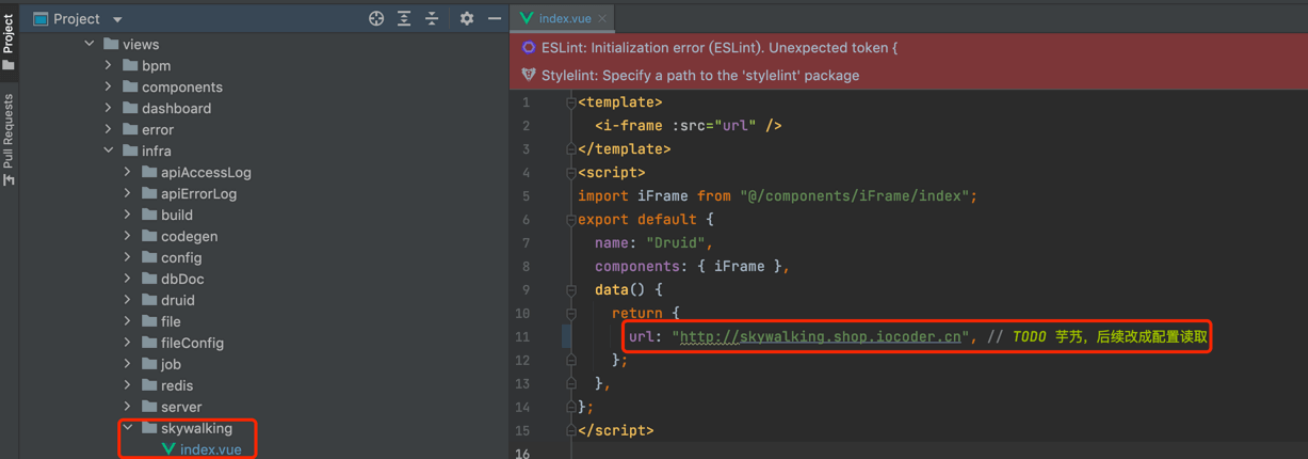 Project
Pull Requests
Project
views
bpm
components
dashboard
error
infra
apiAccessLog
apiErrorLog
build
codegen
config
dbDoc
druid
file
fileConfig
job
redis
server
skywalking
index.vue
index.vue
ESLint: Initialization error (ESLint). Unexpected token {
Stylelint: Specify a path to the 'stylelint' package
1 <template>
2 <i-frame :src="url" />
3 </template>
4 <script>
5 import iFrame from "@/components/iFrame/index";
6 export default {
7 name: "Druid",
8 components: { iFrame },
9 data() {
10 return {
11 url: "http://skywalking.shop.iocoder.cn", // TODO 芋艿，后续改成配置读取
12 };
13 },
14 };
15 </script>
16